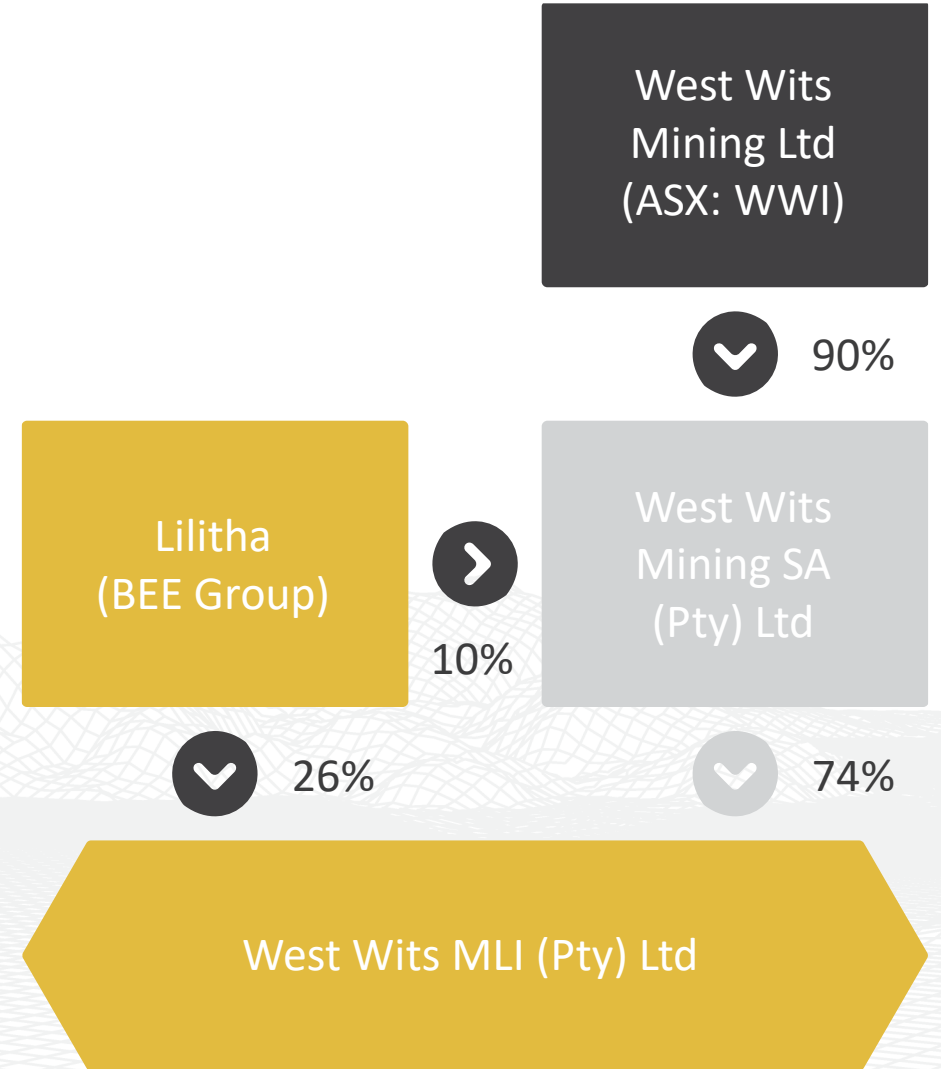 West Wits
Mining Ltd
(ASX: WWI)
90%
Lilitha
(BEE Group)
10%
West Wits
Mining SA
(Pty) Ltd
26%
74%
West Wits MLI (Pty) Ltd